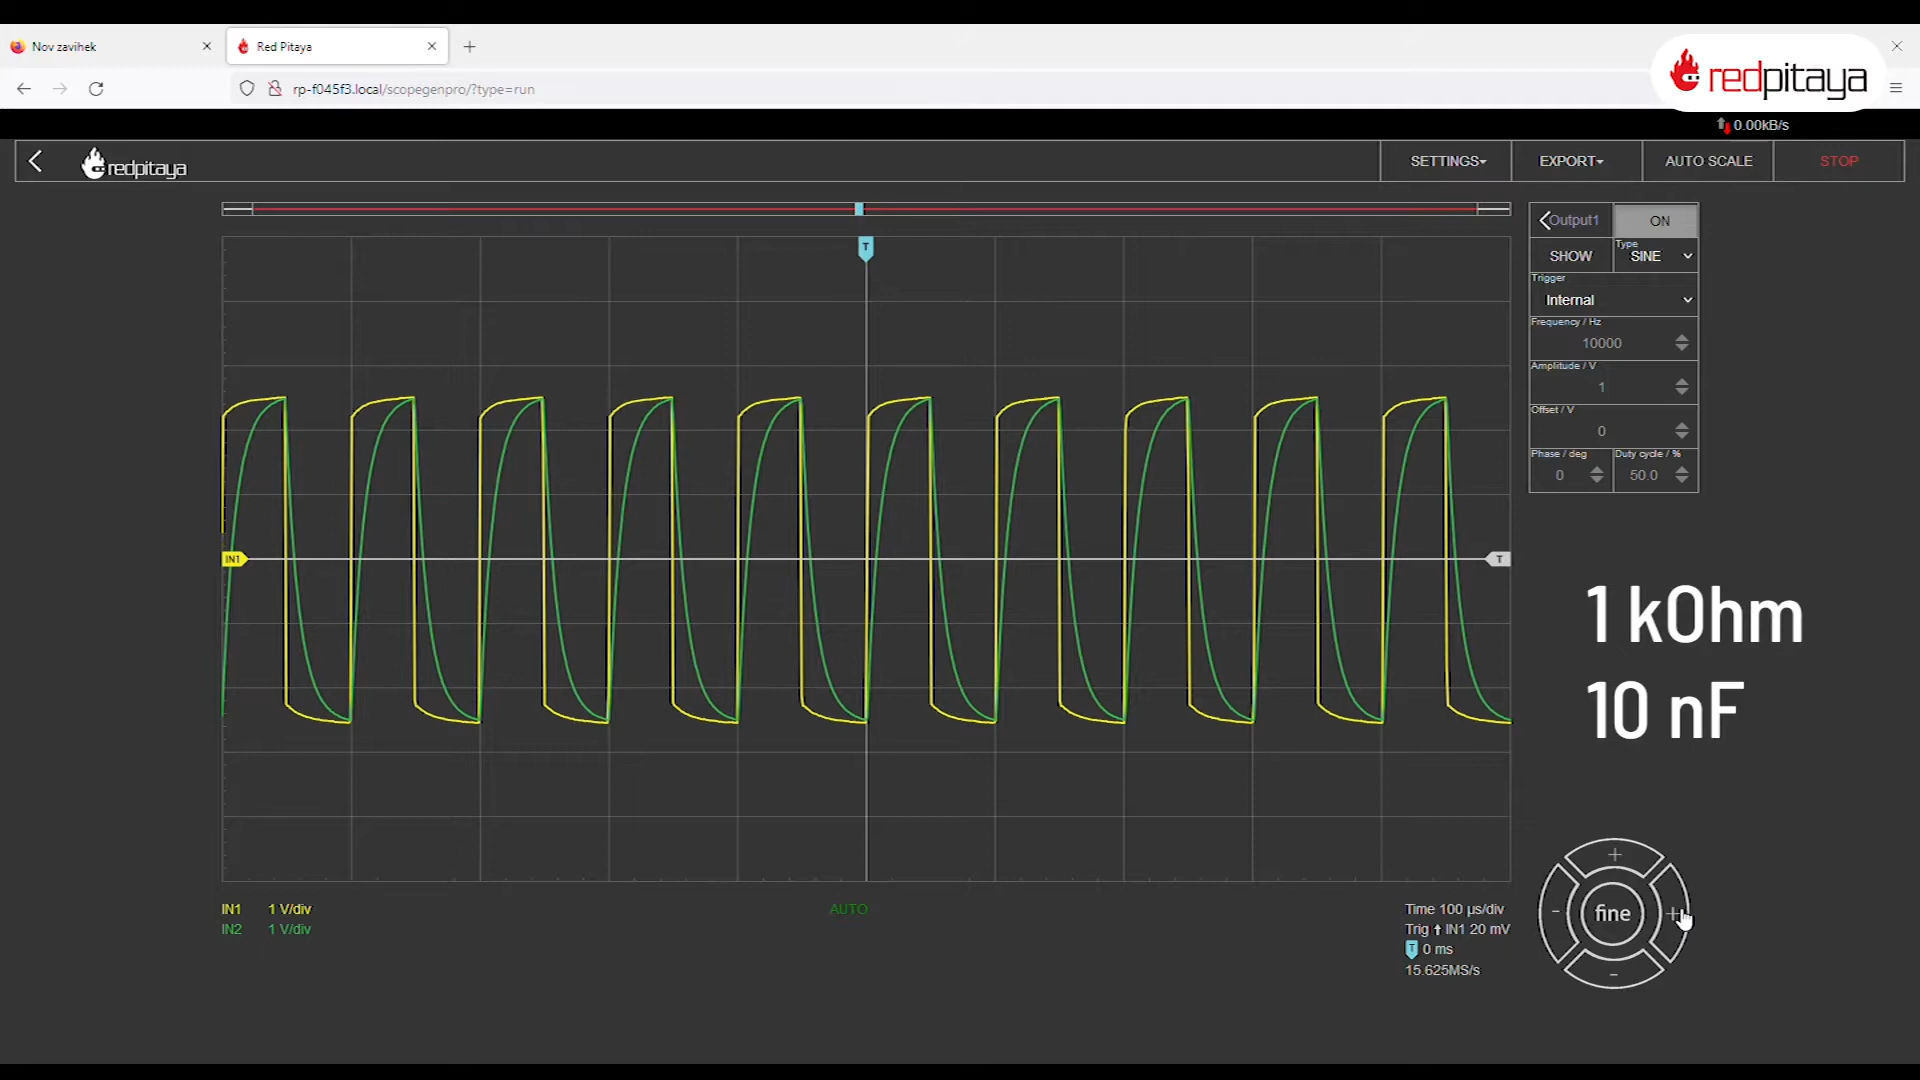 Nov zavihek
Red Pitaya
rp-f045f3.local/scopegenpro/?type=run
redpitaya
0.00kB/s
redpitaya
SETTINGS
EXPORT
AUTO SCALE
STOP
T
Output1
ON
SHOW
Type
SINE
Trigger
Internal
Frequency / Hz
10000
Amplitude / V
1
Offset / V
0
Phase / deg
0
Duty cycle / %
50.0
IN1
T
1 kOhm
10 nF
fine
IN1 1 V/div
IN2 1 V/div
AUTO
Time 100 µs/div
Trig IN1 20 mV
T 0 ms
15.625MS/s